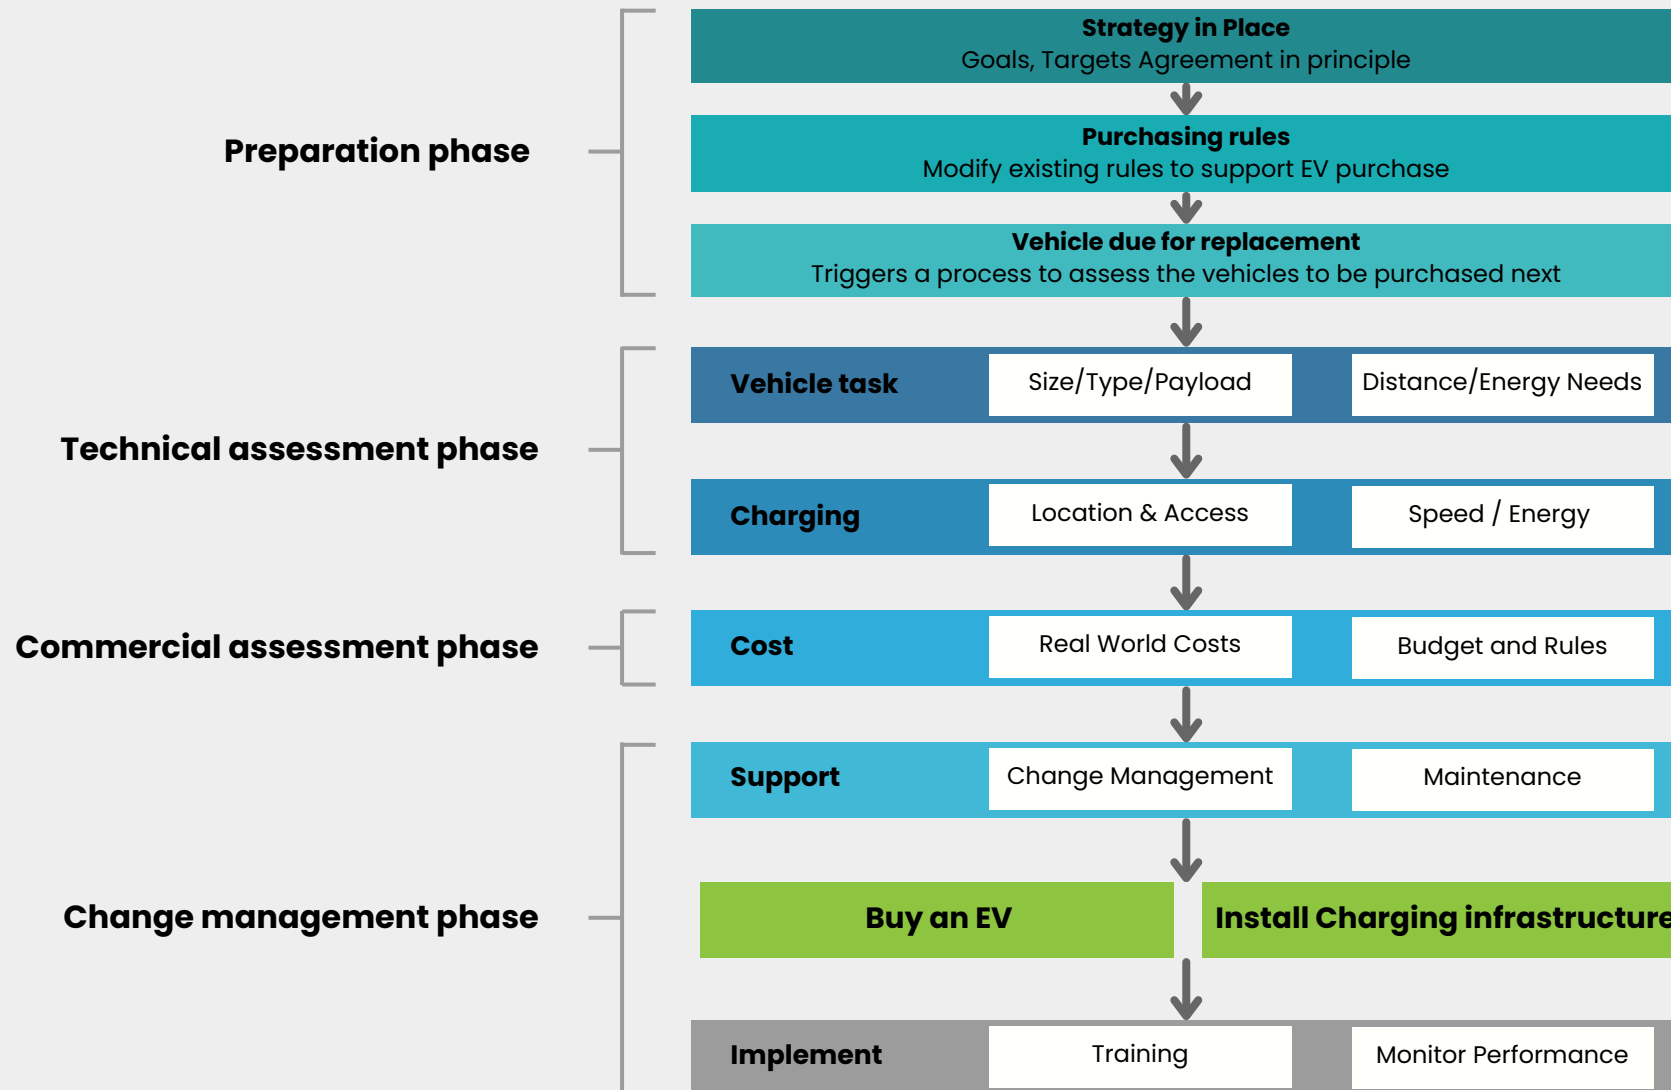 Preparation phase
Strategy in Place
Goals, Targets Agreement in principle
Purchasing rules
Modify existing rules to support EV purchase
Vehicle due for replacement
Triggers a process to assess the vehicles to be purchased next
Technical assessment phase
Vehicle task
Size/Type/Payload
Distance/Energy Needs
Charging
Location & Access
Speed / Energy
Commercial assessment phase
Cost
Real World Costs
Budget and Rules
Change management phase
Support
Change Management
Maintenance
Buy an EV
Install Charging infrastructure
Implement
Training
Monitor Performance